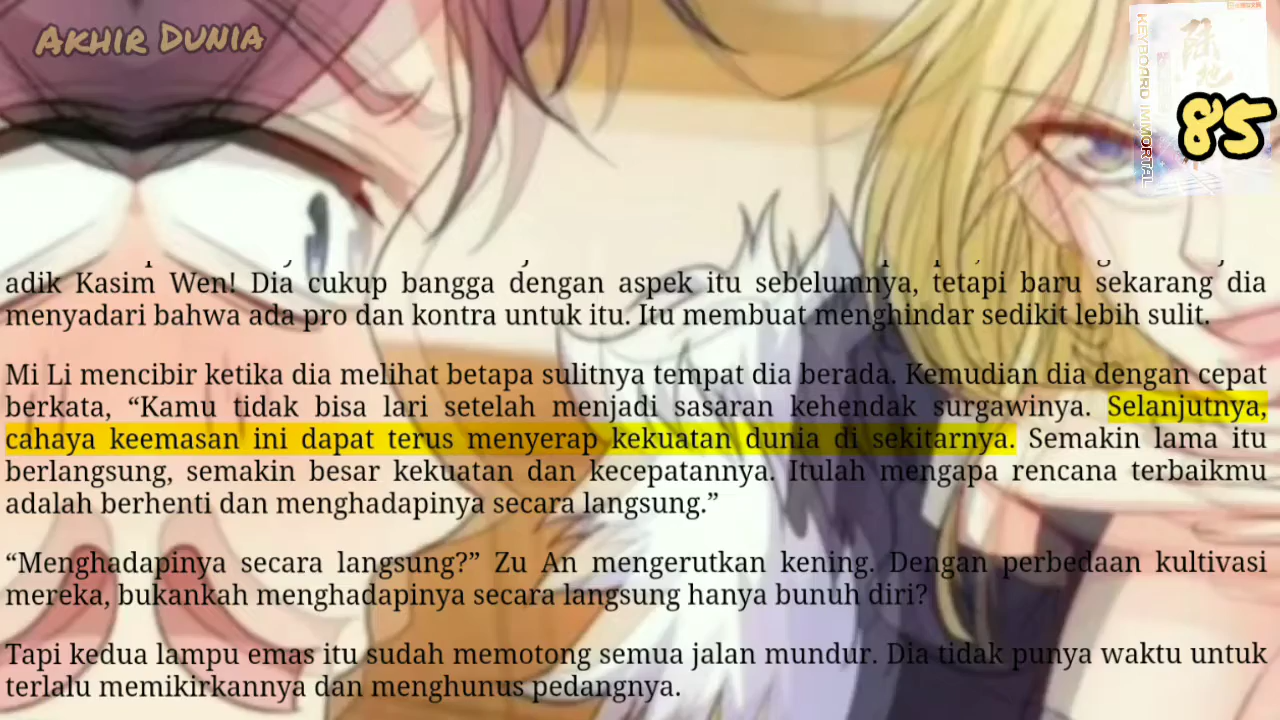 AKHIR DUNIA
KEYBOARD IMMORTAL
85
adik Kasim Wen! Dia cukup bangga dengan aspek itu sebelumnya, tetapi baru sekarang dia
menyadari bahwa ada pro dan kontra untuk itu. Itu membuat menghindar sedikit lebih sulit.
Mi Li mencibir ketika dia melihat betapa sulitnya tempat dia berada. Kemudian dia dengan cepat
berkata, “Kamu tidak bisa lari setelah menjadi sasaran kehendak surgawinya. Selanjutnya,
cahaya keemasan ini dapat terus menyerap kekuatan dunia di sekitarnya. Semakin lama itu
berlangsung, semakin besar kekuatan dan kecepatannya. Itulah mengapa rencana terbaikmu
adalah berhenti dan menghadapinya secara langsung.”
“Menghadapinya secara langsung?” Zu An mengerutkan kening. Dengan perbedaan kultivasi
mereka, bukankah menghadapinya secara langsung hanya bunuh diri?
Tapi kedua lampu emas itu sudah memotong semua jalan mundur. Dia tidak punya waktu untuk
terlalu memikirkannya dan menghunus pedangnya.